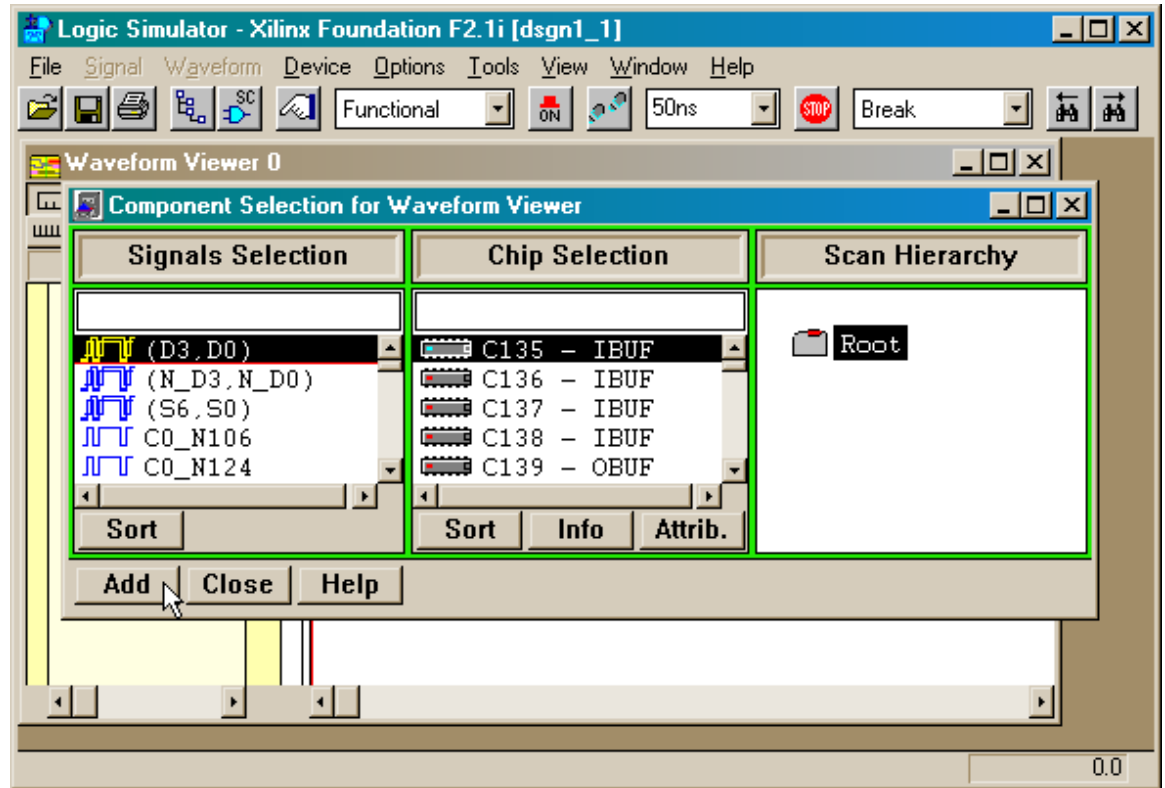 Logic Simulator - Xilinx Foundation F2.1i [dsgn1_1]
File Signal Waveform Device Options Tools View Window Help
SC Functional ON 50ns STOP Break
Waveform Viewer 0
Component Selection for Waveform Viewer
Signals Selection Chip Selection Scan Hierarchy
(D3,D0) C135 – IBUF Root
(N_D3,N_D0) C136 – IBUF
(S6,S0) C137 – IBUF
C0_N106 C138 – IBUF
C0_N124 C139 – OBUF
Sort Sort Info Attrib.
Add Close Help
0.0